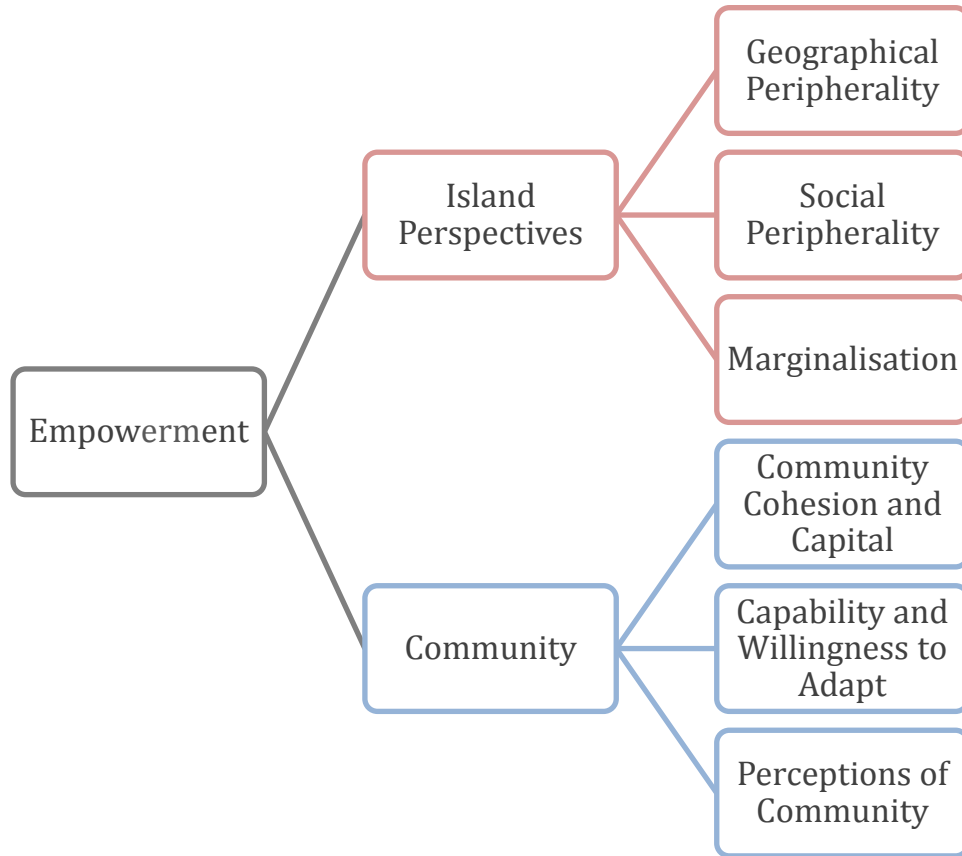 Geographical
Peripherality
Island
Perspectives
Social
Peripherality
Marginalisation
Empowerment
Community
Cohesion and
Capital
Community
Capability and
Willingness to
Adapt
Perceptions of
Community